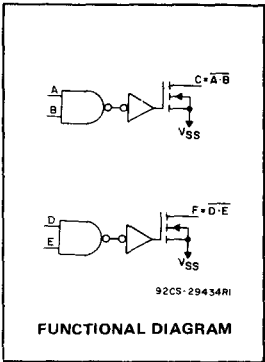 A
B
C = A̅·̅B̅
VSS
D
E
F = D̅·̅E̅
VSS
92CS-29434R1
FUNCTIONAL DIAGRAM